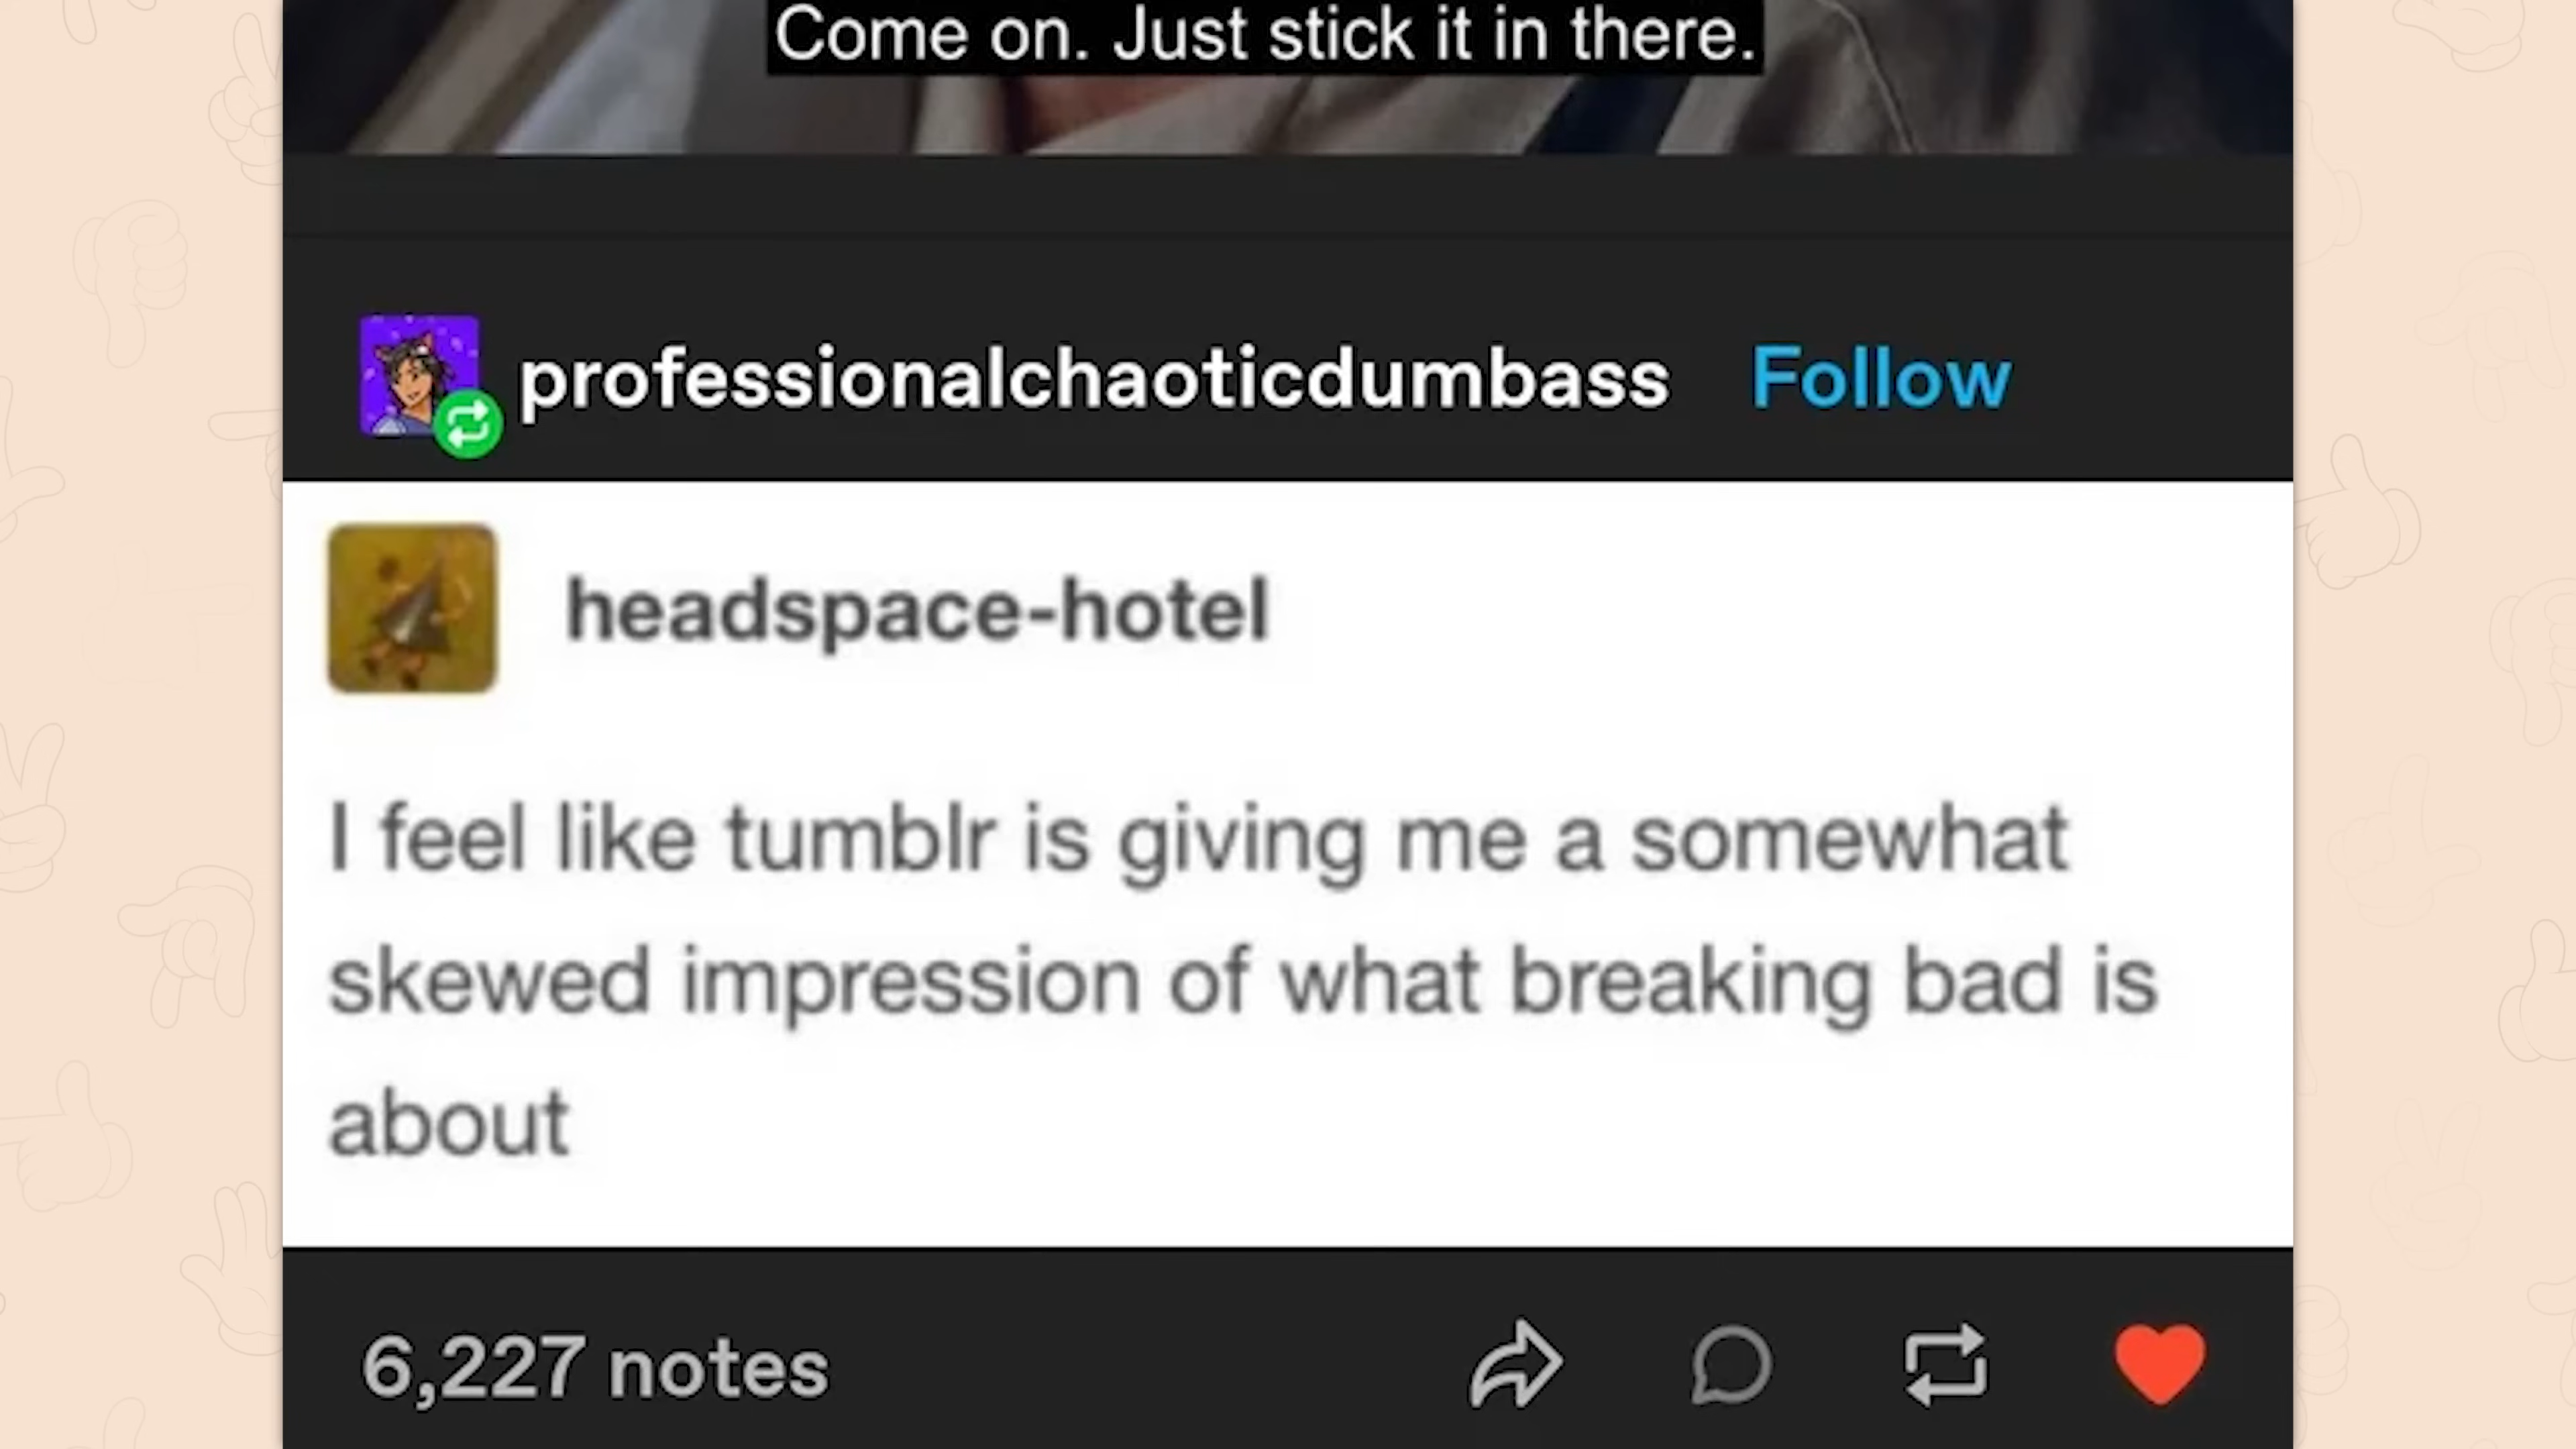 Come on. Just stick it in there.
professionalchaoticdumbass Follow
headspace-hotel
I feel like tumblr is giving me a somewhat
skewed impression of what breaking bad is
about
6,227 notes